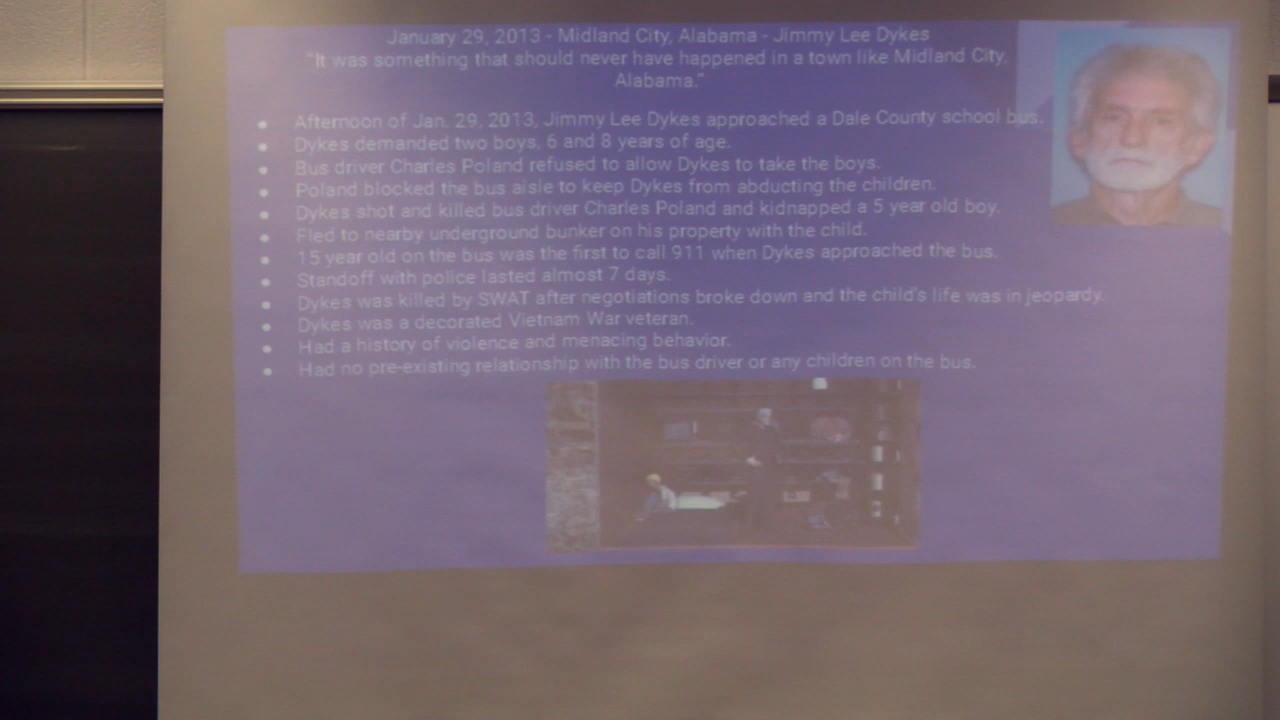 January 29, 2013 - Midland City, Alabama - Jimmy Lee Dykes
"It was something that should never have happened in a town like Midland City,
Alabama."
Afternoon of Jan. 29, 2013, Jimmy Lee Dykes approached a Dale County school bus.
Dykes demanded two boys, 6 and 8 years of age.
Bus driver Charles Poland refused to allow Dykes to take the boys.
Poland blocked the bus aisle to keep Dykes from abducting the children.
Dykes shot and killed bus driver Charles Poland and kidnapped a 5 year old boy.
Fled to nearby underground bunker on his property with the child.
15 year old on the bus was the first to call 911 when Dykes approached the bus.
Standoff with police lasted almost 7 days.
Dykes was killed by SWAT after negotiations broke down and the child's life was in jeopardy.
Dykes was a decorated Vietnam War veteran.
Had a history of violence and menacing behavior.
Had no pre-existing relationship with the bus driver or any children on the bus.